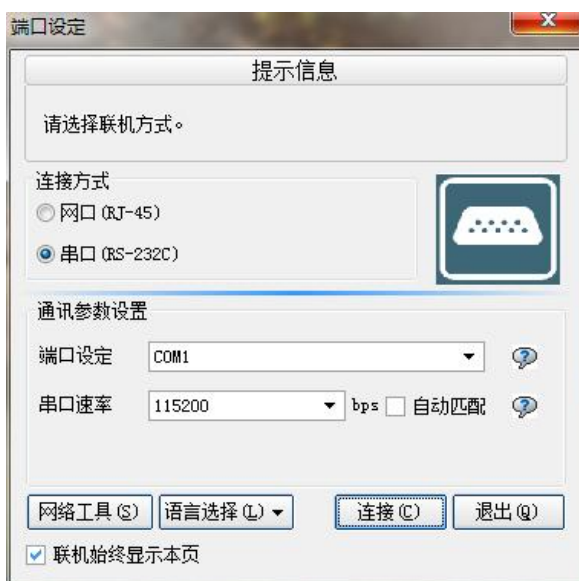 端口设定
提示信息
请选择联机方式。
连接方式
网口(RJ-45)
串口(RS-232C)
通讯参数设置
端口设定 COM1
串口速率 115200 bps 自动匹配
网络工具(S) 语言选择(L) 连接(C) 退出(Q)
联机始终显示本页